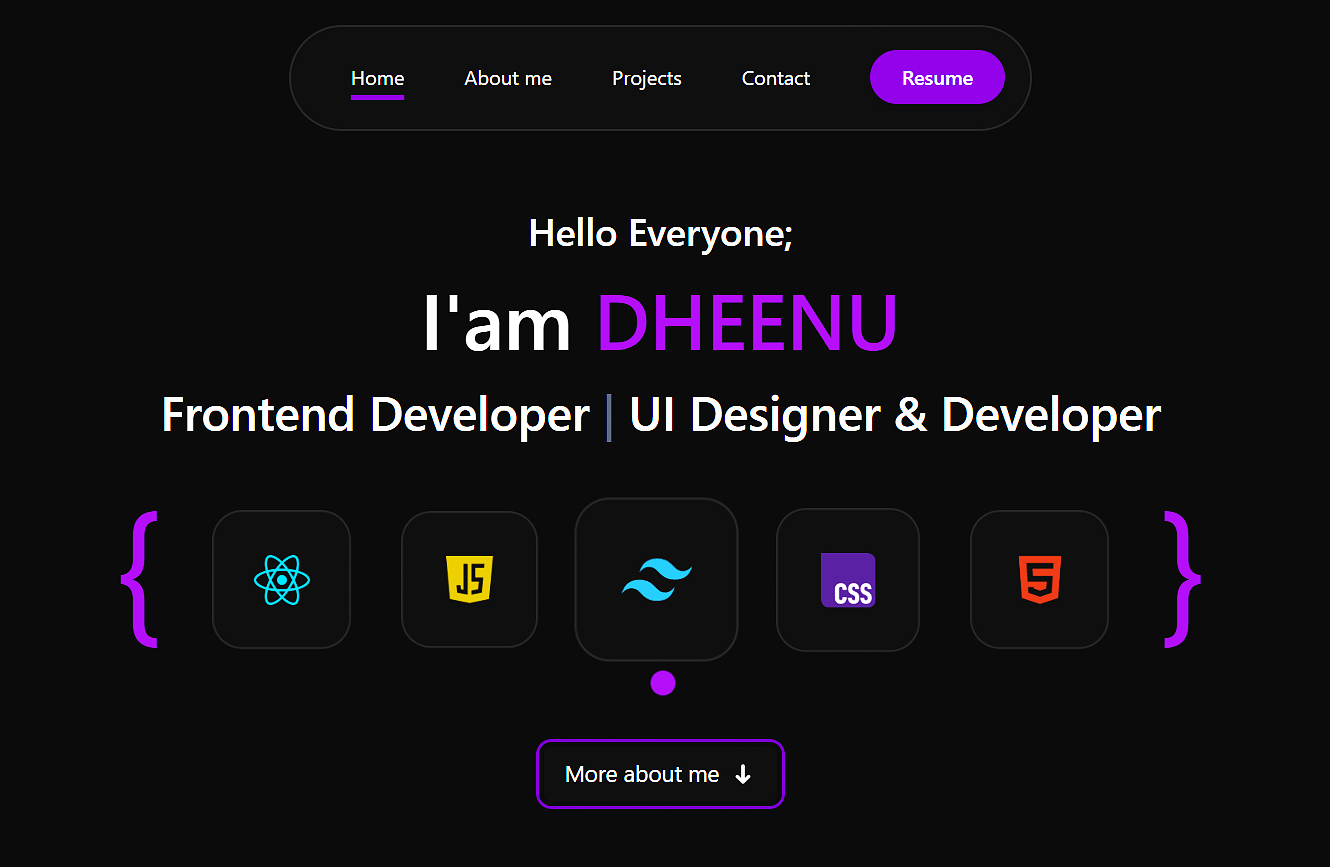 Home About me Projects Contact Resume
Hello Everyone;
I'am DHEENU
Frontend Developer | UI Designer & Developer
{ JS CSS 5 }
More about me ↓